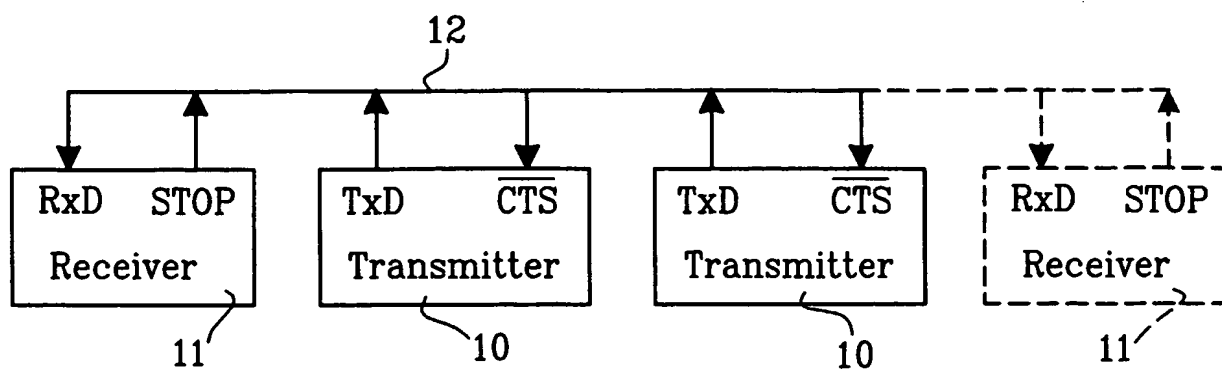 12
RxD STOP TxD CTS TxD CTS RxD STOP
Receiver Transmitter Transmitter Receiver
11 10 10 11